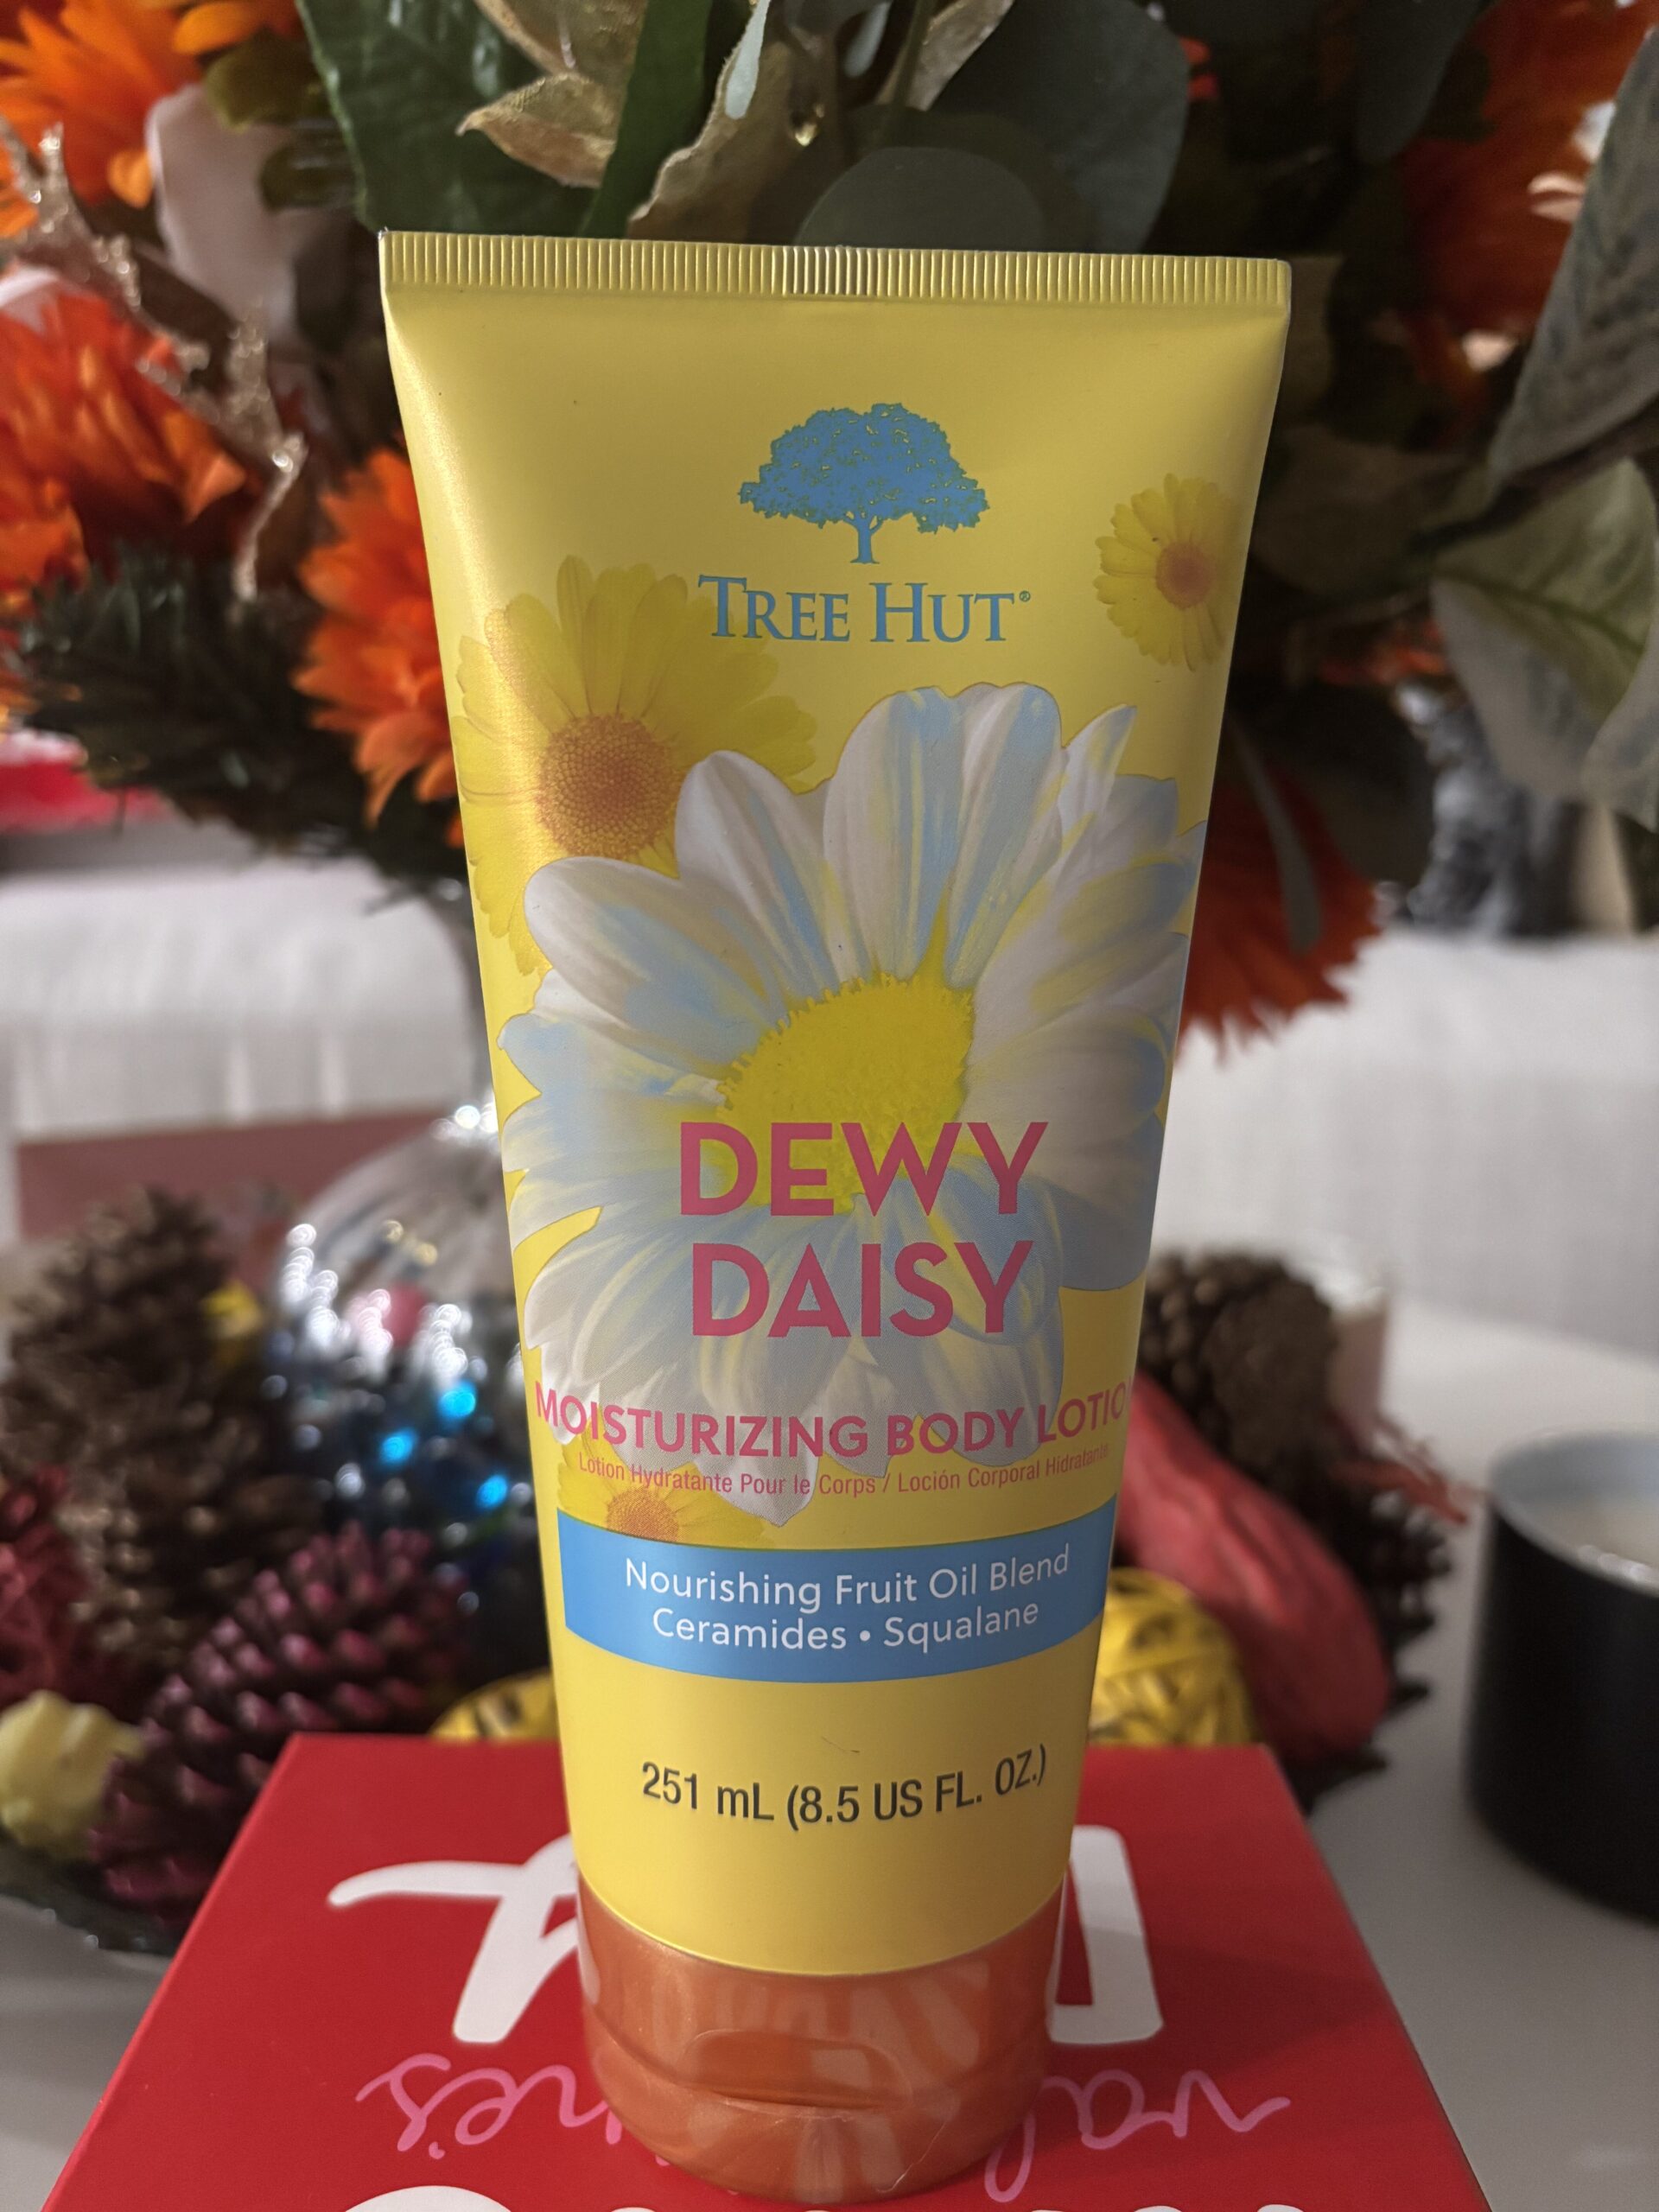 TREE HUT®
DEWY
DAISY
MOISTURIZING BODY LOTIO
Lotion Hydratante Pour le Corps / Loción Corporal Hidratante
Nourishing Fruit Oil Blend
Ceramides • Squalane
251 mL (8.5 US FL. OZ.)